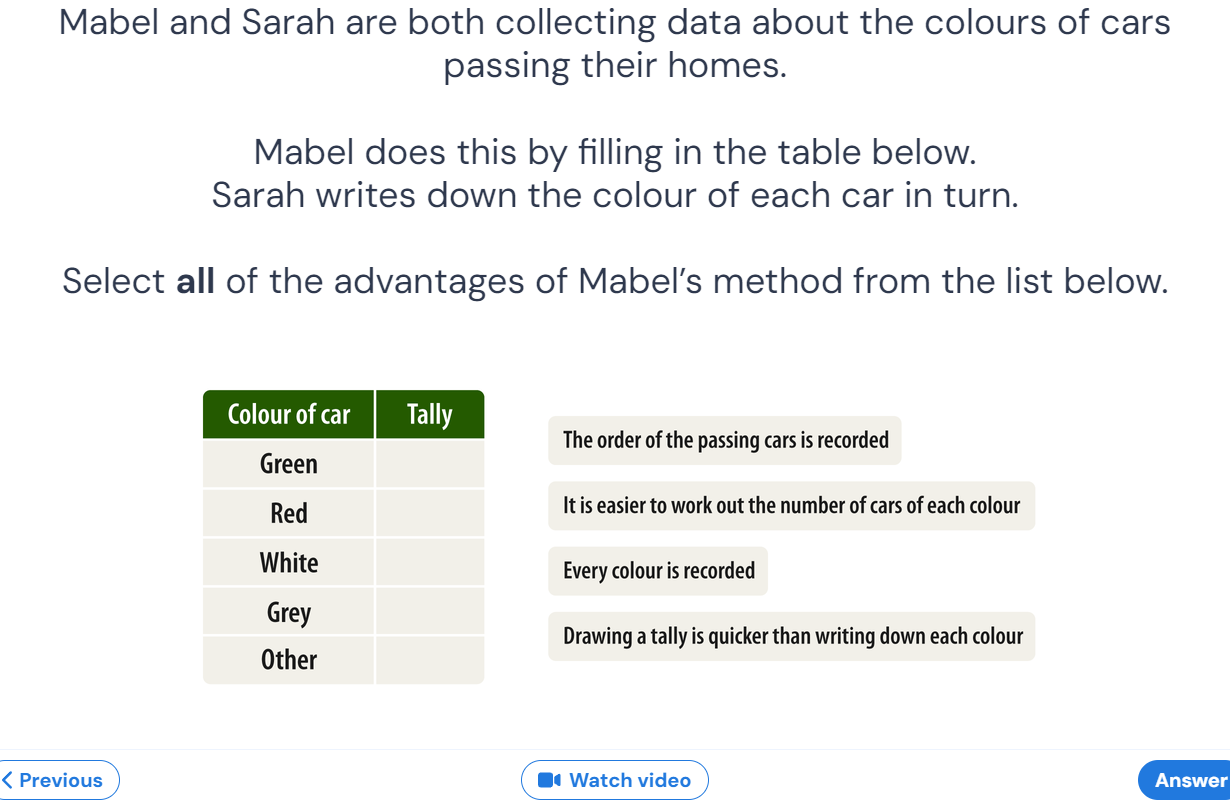 Mabel and Sarah are both collecting data about the colours of cars
passing their homes.
Mabel does this by filling in the table below.
Sarah writes down the colour of each car in turn.
Select all of the advantages of Mabel’s method from the list below.
Colour of car Tally
Green
Red
White
Grey
Other
The order of the passing cars is recorded
It is easier to work out the number of cars of each colour
Every colour is recorded
Drawing a tally is quicker than writing down each colour
Previous
Watch video
Answer